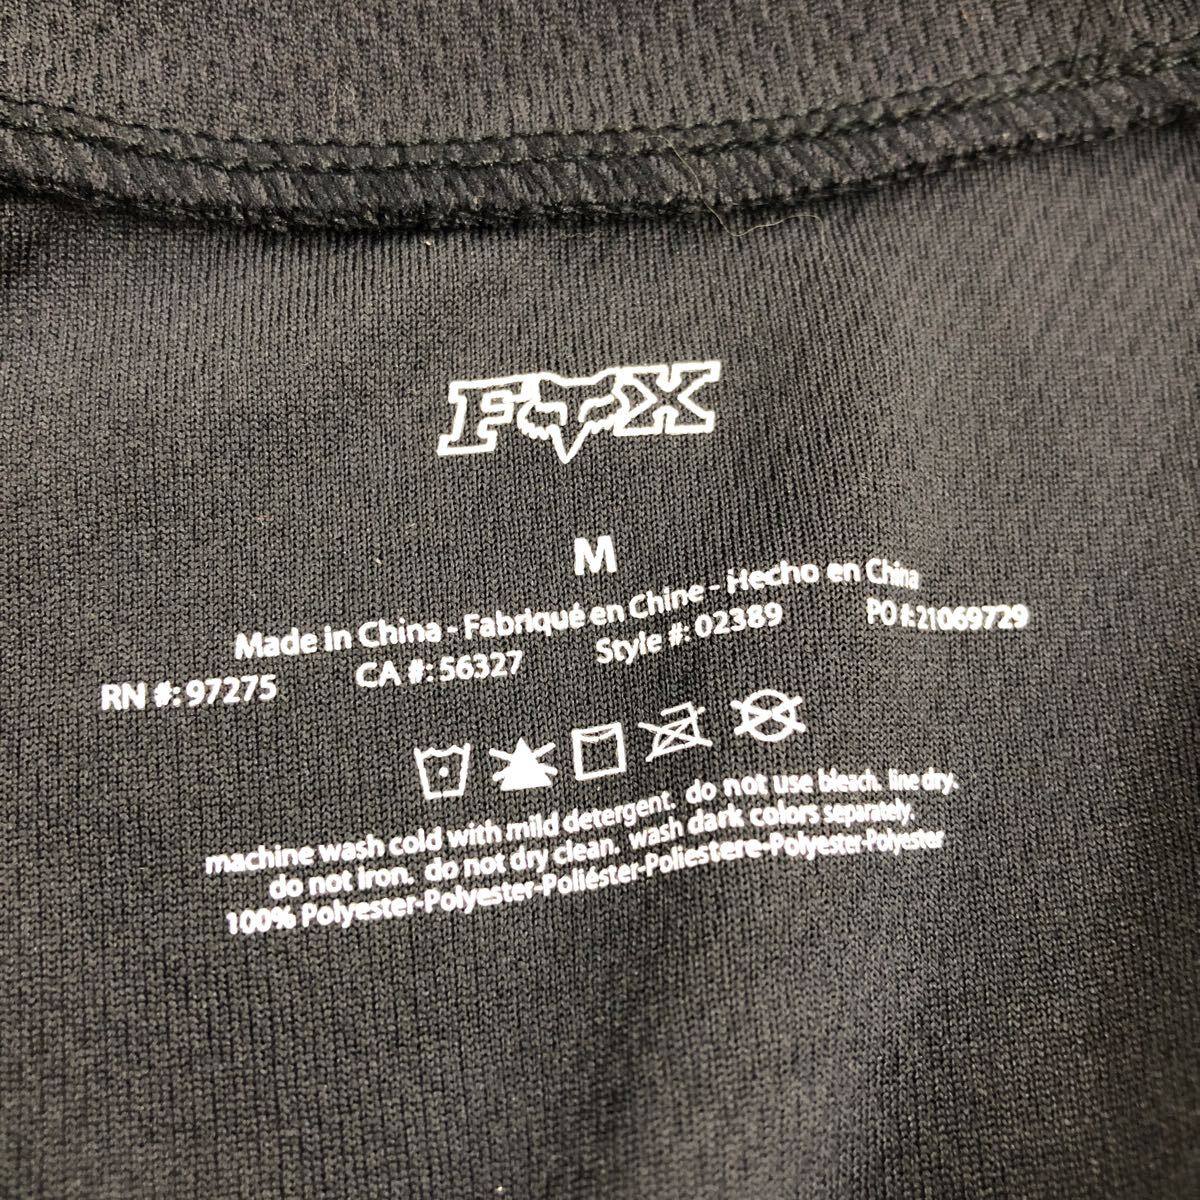 FOX
M
Made in China - Fabriqué en Chine - Hecho en China
RN #: 97275 CA #: 56327 Style #: 02389 PO #: 21069729
machine wash cold with mild detergent. do not use bleach. line dry.
do not iron. do not dry clean. wash dark colors separately.
100% Polyester-Polyester-Poliéster-Poliestere-Polyester-Polyester